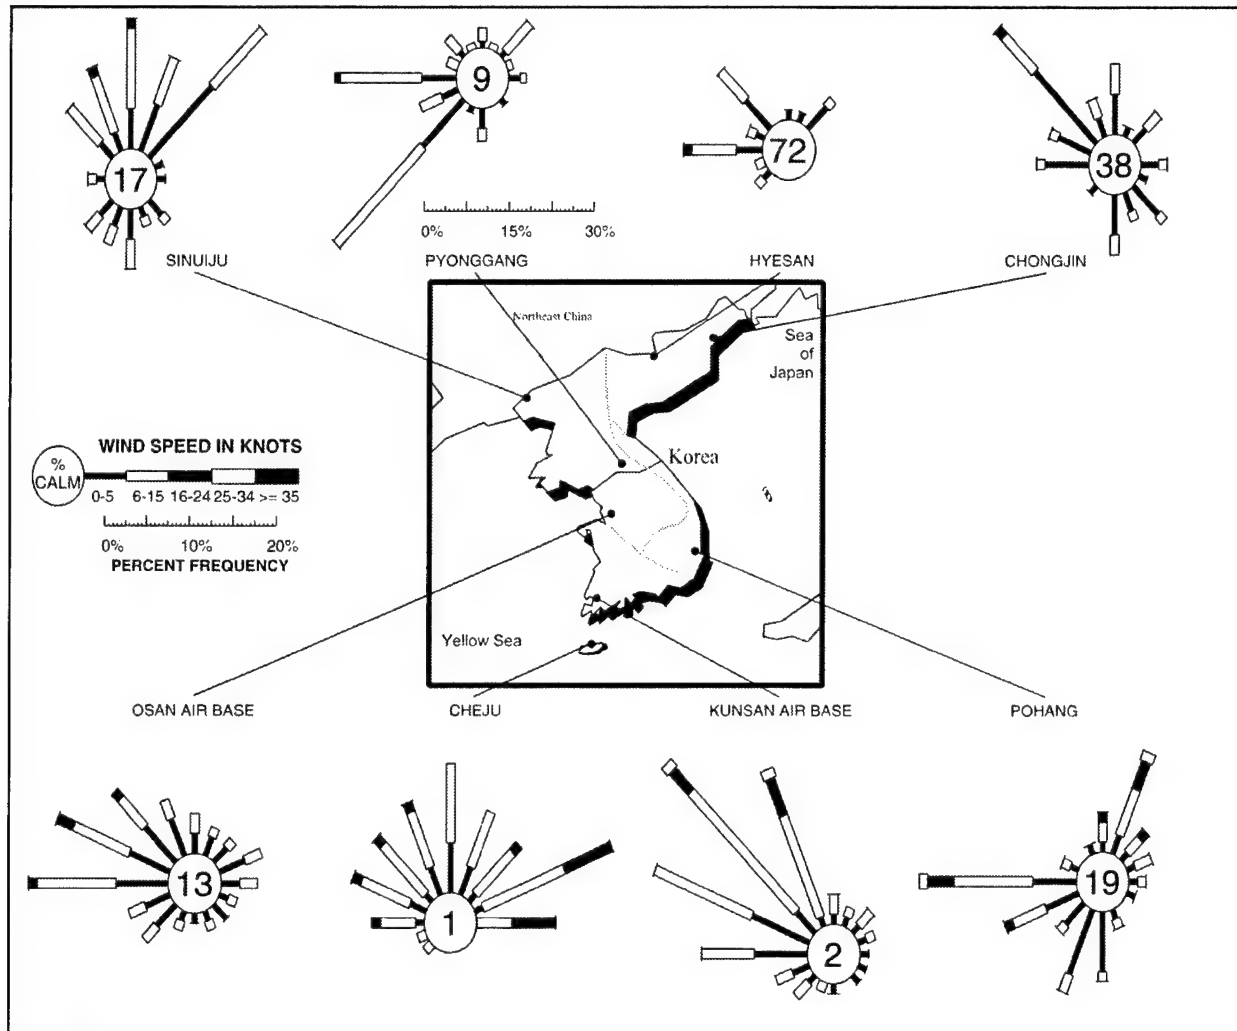 17
9
72
38
0% 15% 30%
SINUIJU PYONGGANG HYESAN CHONGJIN
Northeast China
Sea
of
Japan
WIND SPEED IN KNOTS
%
CALM
0-5 6-15 16-24 25-34 >= 35
0% 10% 20%
PERCENT FREQUENCY
Korea
Yellow Sea
OSAN AIR BASE CHEJU KUNSAN AIR BASE POHANG
13
1
2
19